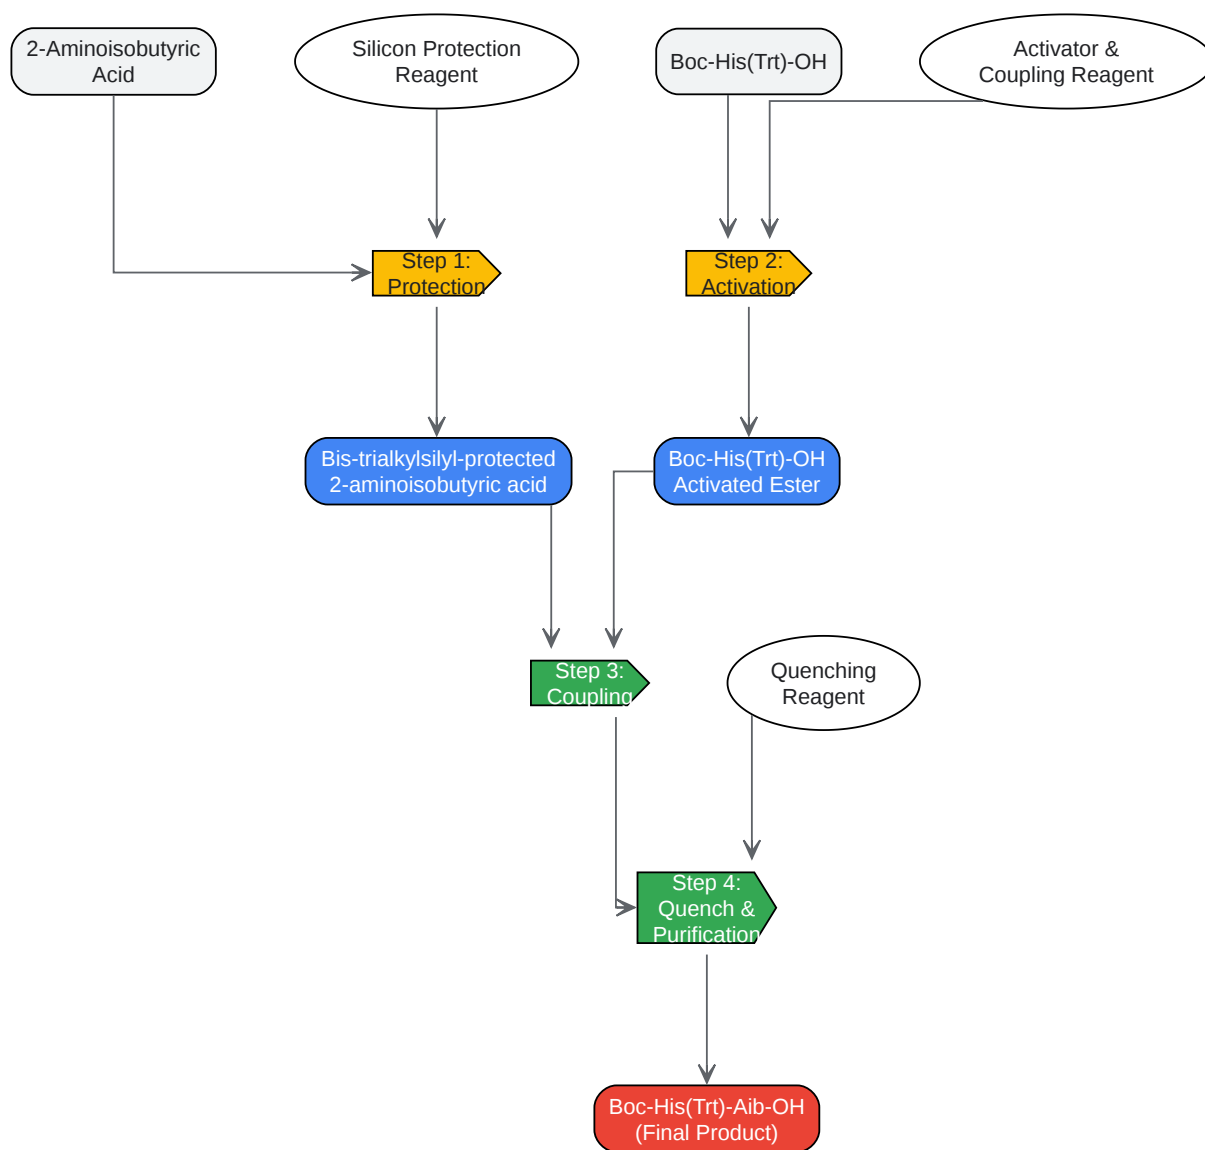 2-Aminoisobutyric
Acid
Silicon Protection
Reagent
Boc-His(Trt)-OH
Activator &
Coupling Reagent
Step 1:
Protection
Step 2:
Activation
Bis-trialkylsilyl-protected
2-aminoisobutyric acid
Boc-His(Trt)-OH
Activated Ester
Step 3:
Coupling
Quenching
Reagent
Step 4:
Quench &
Purification
Boc-His(Trt)-Aib-OH
(Final Product)